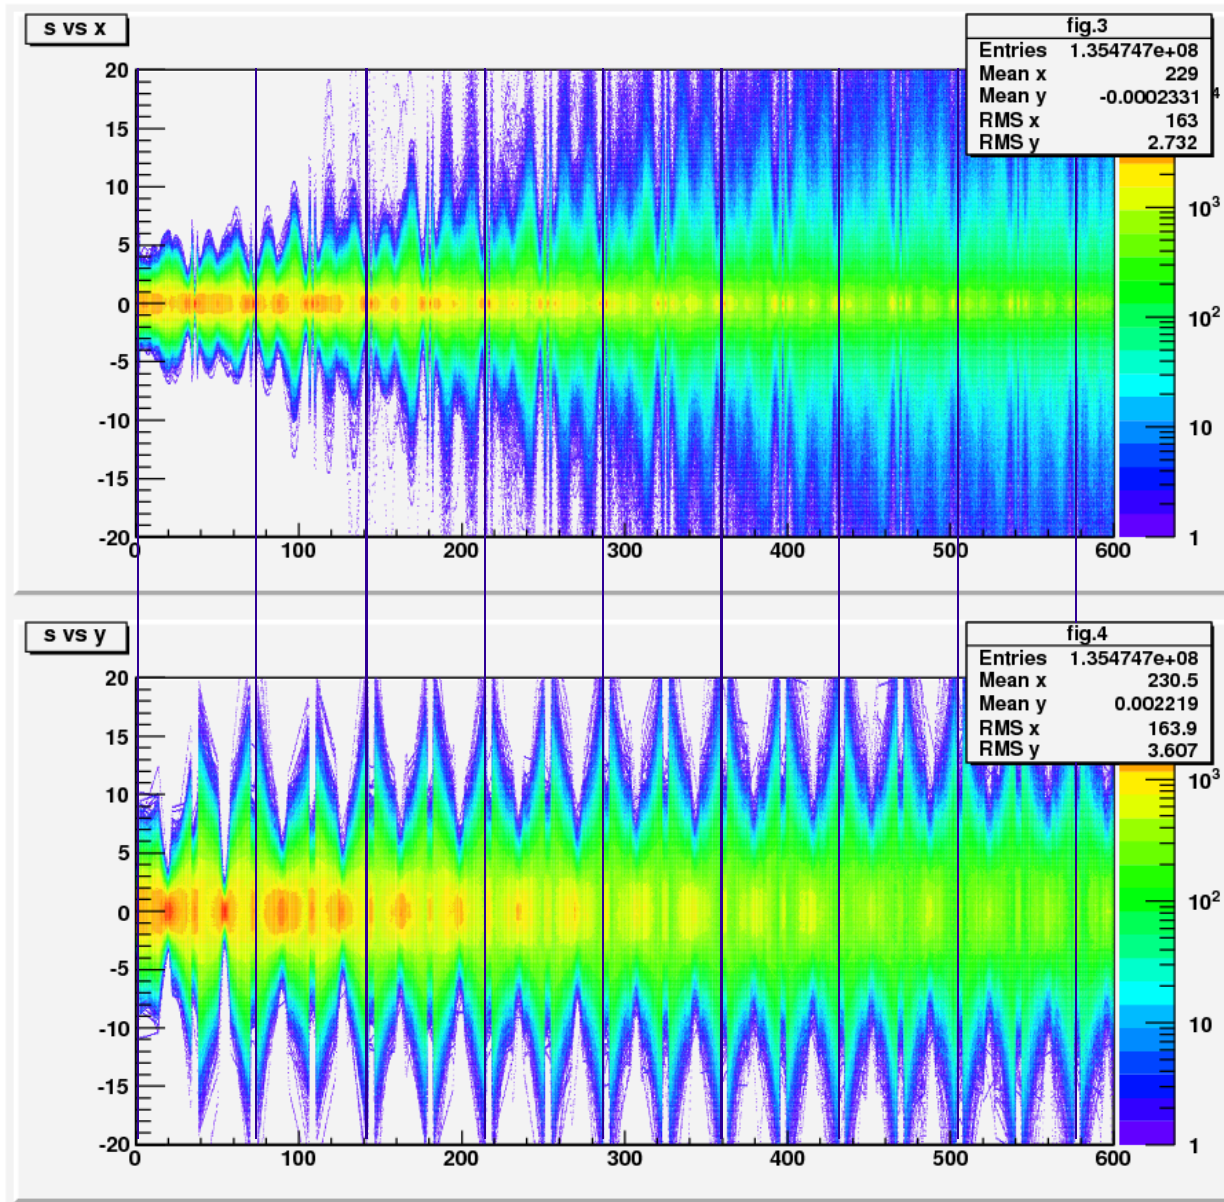 s vs x
fig.3
Entries 1.354747e+08
Mean x 229
Mean y -0.0002331
RMS x 163
RMS y 2.732
4
20
15
10
5
0
-5
-10
-15
-20
0 100 200 300 400 500 600
10³
10²
10
1
s vs y
fig.4
Entries 1.354747e+08
Mean x 230.5
Mean y 0.002219
RMS x 163.9
RMS y 3.607
20
15
10
5
0
-5
-10
-15
-20
0 100 200 300 400 500 600
10³
10²
10
1